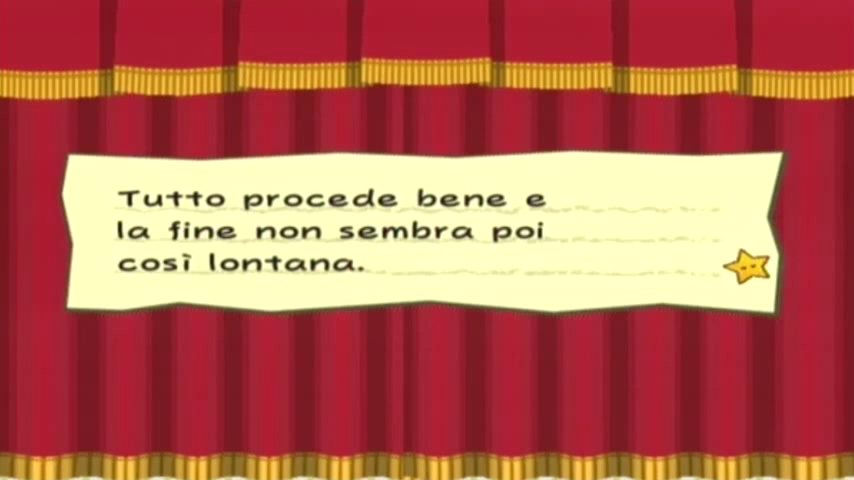 Tutto procede bene e
la fine non sembra poi
così lontana.